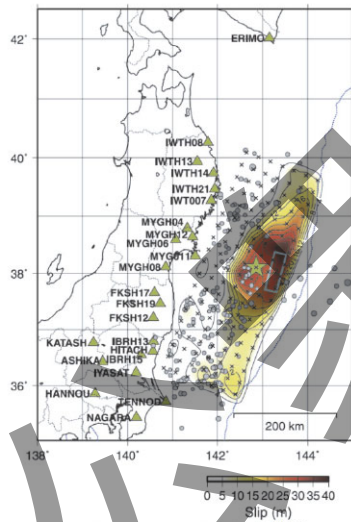 42˚
ERIMO
IWTH08
40˚
IWTH13
IWTH14
IWTH21
IWT007
MYGH04
MYGH12
MYGH06
MYG011
38˚
MYGH08
FKSH17
FKSH19
FKSH12
KATASH
IBRH13
HITACH
ASHIKA
IBRH15
IYASAT
36˚
HANNOU
TENNOD
NAGARA
200 km
138˚ 140˚ 142˚ 144˚
0 5 10 15 20 25 30 35 40
Slip (m)